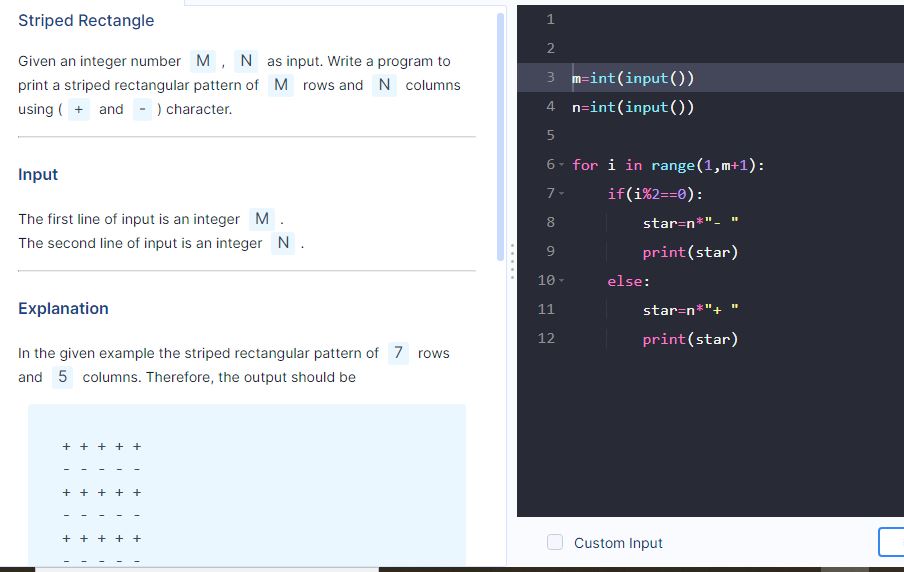 Striped Rectangle
Given an integer number M , N as input. Write a program to
print a striped rectangular pattern of M rows and N columns
using ( + and - ) character.
Input
The first line of input is an integer M .
The second line of input is an integer N .
Explanation
In the given example the striped rectangular pattern of 7 rows
and 5 columns. Therefore, the output should be
+ + + + +
- - - - -
+ + + + +
- - - - -
+ + + + +
- - - - -
1
2
3 m=int(input())
4 n=int(input())
5
6 for i in range(1,m+1):
7 if(i%2==0):
8 star=n*"- "
9 print(star)
10 else:
11 star=n*"+ "
12 print(star)
Custom Input